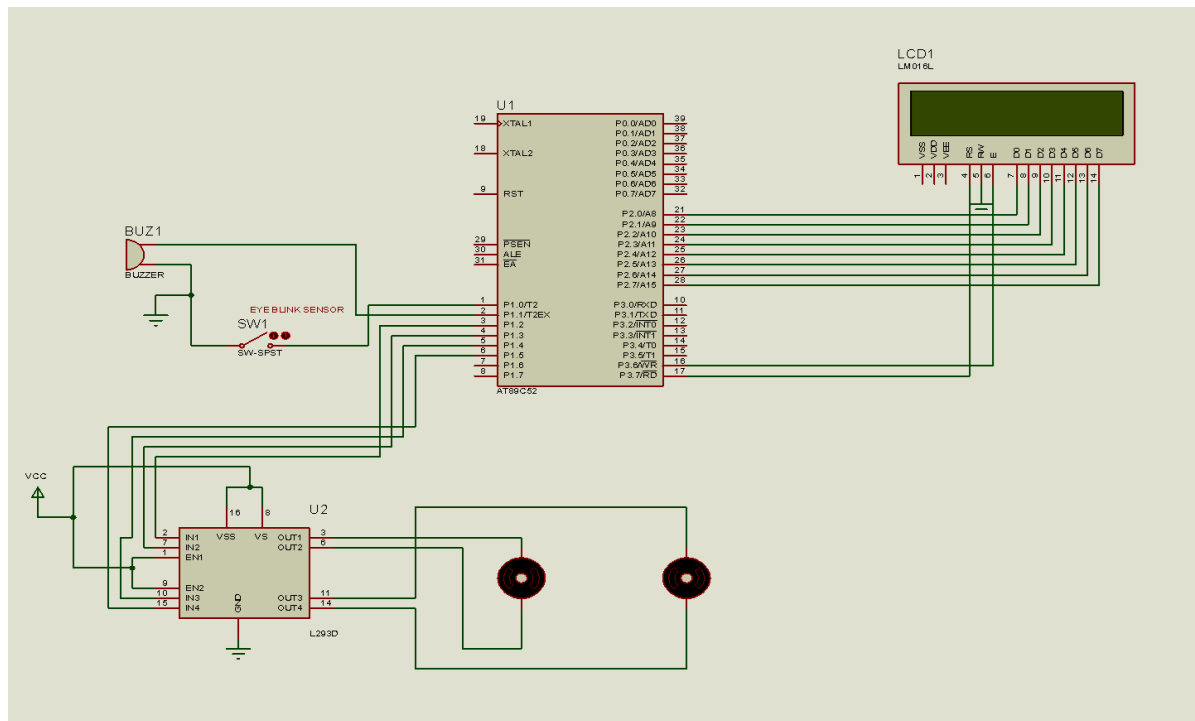 LCD1
LM016L
VSS
VDD
VEE
RS
RW
E
D0
D1
D2
D3
D4
D5
D6
D7
1
2
3
4
5
6
7
8
9
10
11
12
13
14
U1
19 XTAL1
18 XTAL2
9 RST
29 PSEN
30 ALE
31 EA
1 P1.0/T2
2 P1.1/T2EX
3 P1.2
4 P1.3
5 P1.4
6 P1.5
7 P1.6
8 P1.7
P0.0/AD0 39
P0.1/AD1 38
P0.2/AD2 37
P0.3/AD3 36
P0.4/AD4 35
P0.5/AD5 34
P0.6/AD6 33
P0.7/AD7 32
P2.0/A8 21
P2.1/A9 22
P2.2/A10 23
P2.3/A11 24
P2.4/A12 25
P2.5/A13 26
P2.6/A14 27
P2.7/A15 28
P3.0/RXD 10
P3.1/TXD 11
P3.2/INT0 12
P3.3/INT1 13
P3.4/T0 14
P3.5/T1 15
P3.6/WR 16
P3.7/RD 17
AT89C52
BUZ1
BUZZER
EYE BLINK SENSOR
SW1
SW-SPST
VCC
U2
16 8
VSS VS
2 IN1
7 IN2
1 EN1
9 EN2
10 IN3
15 IN4
GND
OUT1 3
OUT2 6
OUT3 11
OUT4 14
L293D